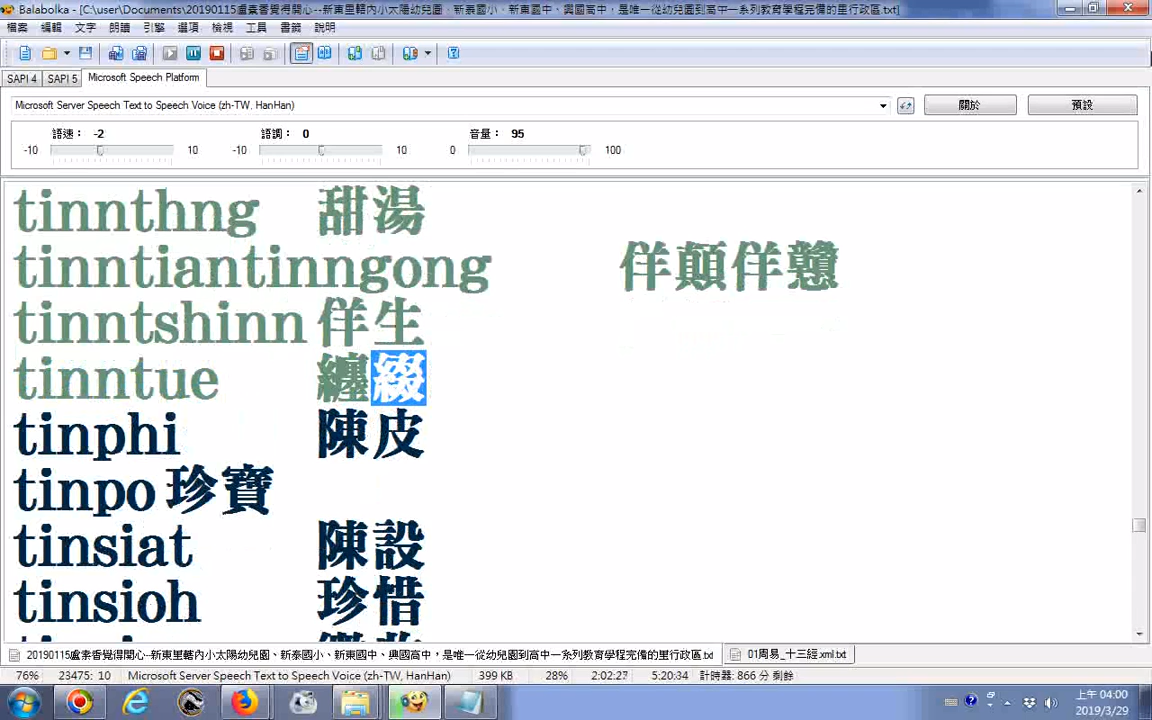 Balabolka - [C:\user\Documents\20190115盧素香覺得開心--新東里轄內小太陽幼兒園、新泰國小、新東國中、興國高中，是唯一從幼兒園到高中一系列教育學程完備的里行政區.txt]
檔案 編輯 文字 朗讀 引擎 選項 檢視 工具 書籤 說明
SAPI 4 SAPI 5 Microsoft Speech Platform
Microsoft Server Speech Text to Speech Voice (zh-TW, HanHan) 關於 預設
語速： -2 語調： 0 音量： 95
-10 10 -10 10 0 100
tinnthng 甜湯
tinntiantinngong 佯顛佯戇
tinntshinn 佯生
tinntue 纏綴
tinphi 陳皮
tinpo 珍寶
tinsiat 陳設
tinsioh 珍惜
20190115盧素香覺得開心--新東里轄內小太陽幼兒園、新泰國小、新東國中、興國高中，是唯一從幼兒園到高中一系列教育學程完備的里行政區.txt 01周易_十三經.xml.txt
76% 23475: 10 Microsoft Server Speech Text to Speech Voice (zh-TW, HanHan) 399 KB 28% 2:02:27 5:20:34 計時器: 866 分 剩餘
上午 04:00
2019/3/29